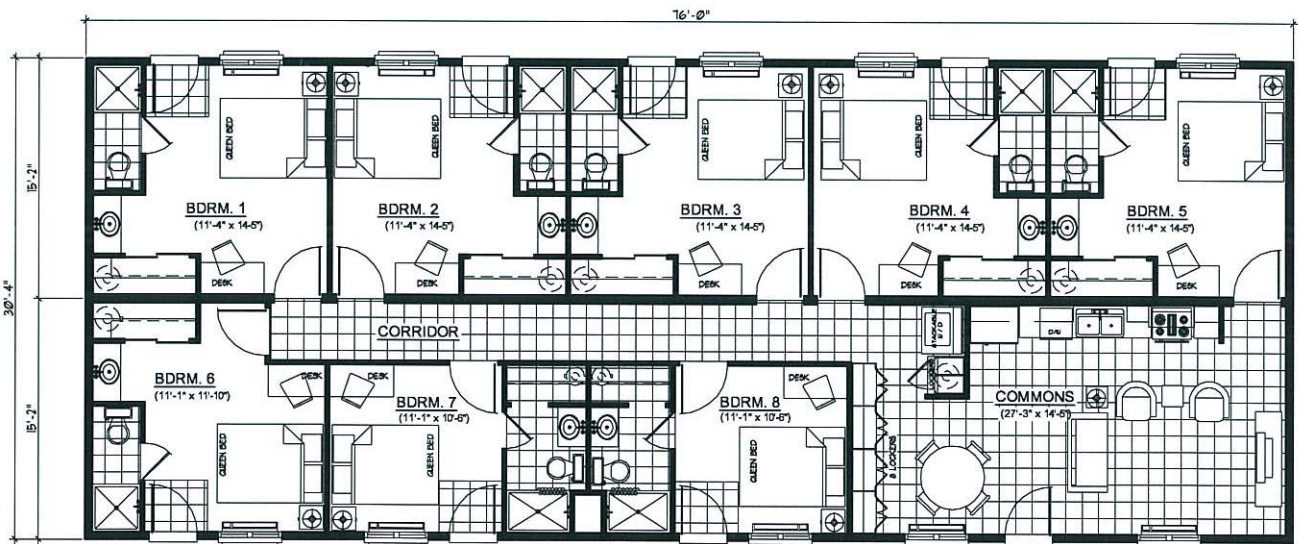 76'-0"
30'-4"
15'-2"
15'-2"
QUEEN BED
QUEEN BED
QUEEN BED
QUEEN BED
QUEEN BED
BDRM. 1
(11'-4" x 14-5")
BDRM. 2
(11'-4" x 14-5")
BDRM. 3
(11'-4" x 14-5")
BDRM. 4
(11'-4" x 14-5")
BDRM. 5
(11'-4" x 14-5")
DESK
DESK
DESK
DESK
DESK
CORRIDOR
STACKABLE
W / D
D/W
LOCKERS
BDRM. 6
(11'-1" x 11'-10")
DESK
DESK
BDRM. 7
(11'-1" x 10'-6")
DESK
BDRM. 8
(11'-1" x 10'-6")
COMMONS
(27'-3" x 14'-5")
QUEEN BED
QUEEN BED
QUEEN BED
8 LOCKERS